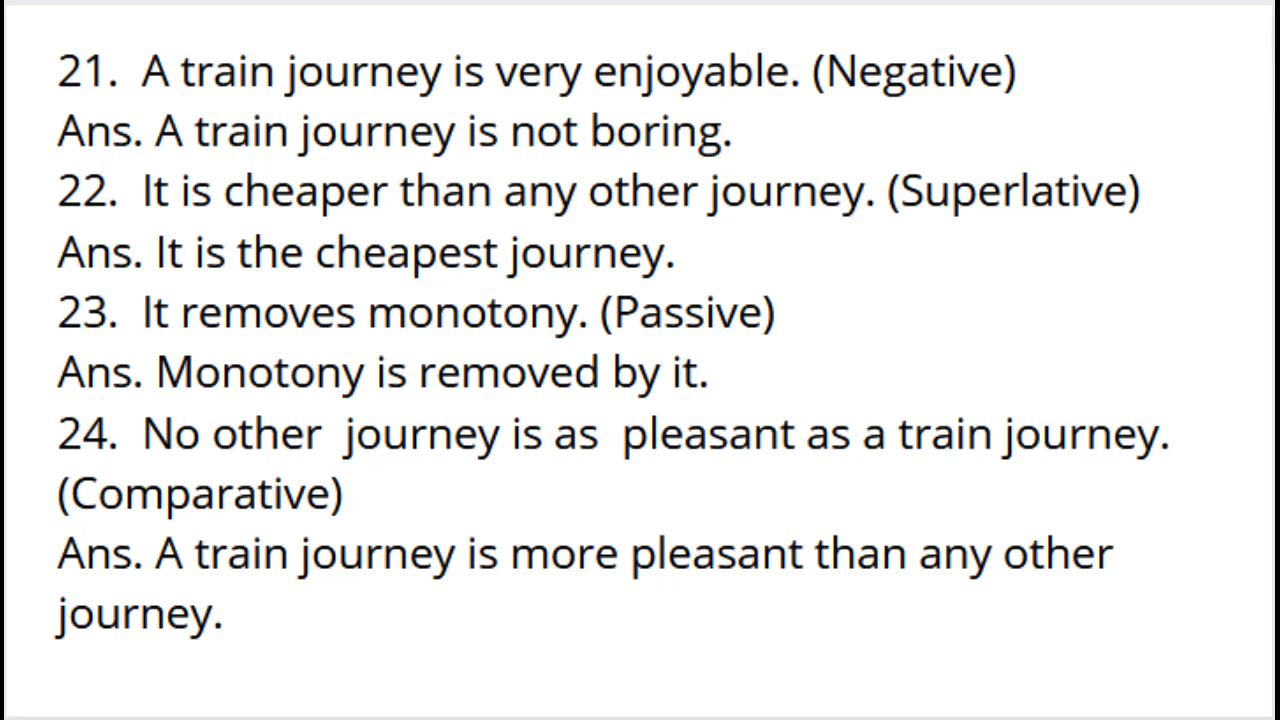 21.  A train journey is very enjoyable. (Negative)
Ans. A train journey is not boring.
22.  It is cheaper than any other journey. (Superlative)
Ans. It is the cheapest journey.
23.  It removes monotony. (Passive)
Ans. Monotony is removed by it.
24.  No other  journey is as  pleasant as a train journey.
(Comparative)
Ans. A train journey is more pleasant than any other
journey.